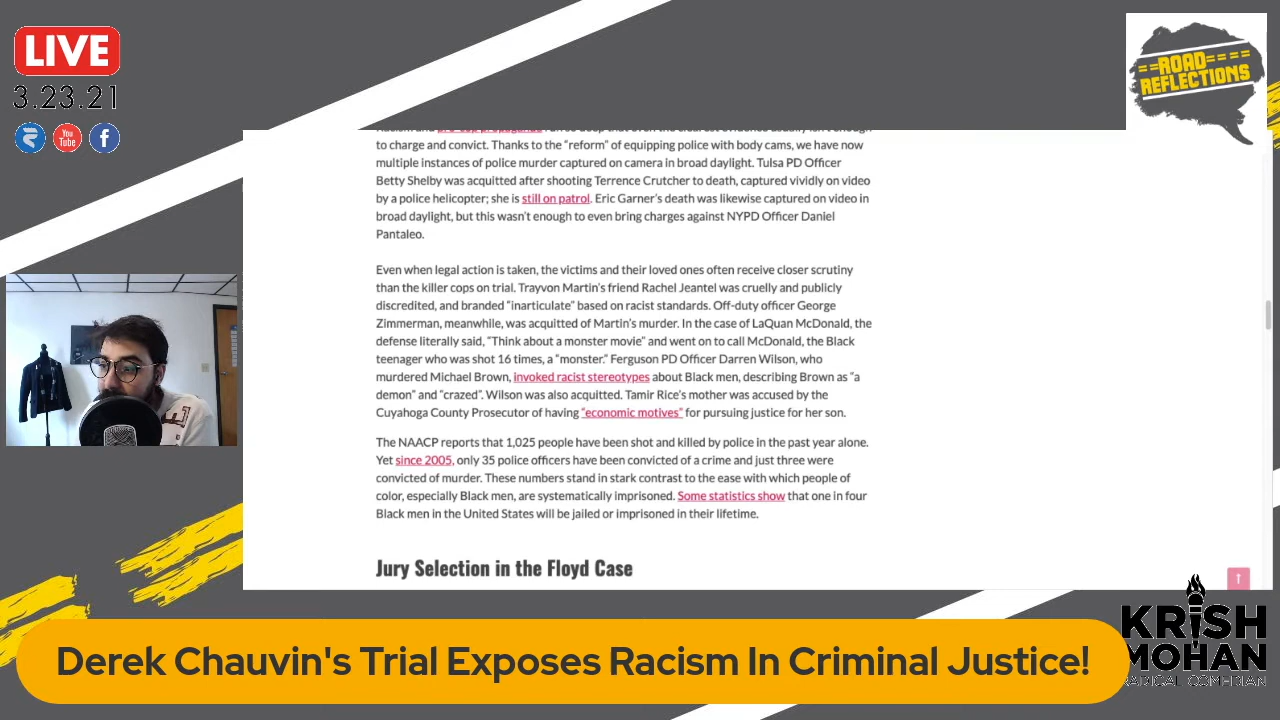 LIVE
3.23.21
You
Tube
==ROAD====
REFLECTIONS
to charge and convict. Thanks to the “reform” of equipping police with body cams, we have now
multiple instances of police murder captured on camera in broad daylight. Tulsa PD Officer
Betty Shelby was acquitted after shooting Terrence Crutcher to death, captured vividly on video
by a police helicopter; she is still on patrol. Eric Garner’s death was likewise captured on video in
broad daylight, but this wasn’t enough to even bring charges against NYPD Officer Daniel
Pantaleo.
Even when legal action is taken, the victims and their loved ones often receive closer scrutiny
than the killer cops on trial. Trayvon Martin’s friend Rachel Jeantel was cruelly and publicly
discredited, and branded “inarticulate” based on racist standards. Off-duty officer George
Zimmerman, meanwhile, was acquitted of Martin’s murder. In the case of LaQuan McDonald, the
defense literally said, “Think about a monster movie” and went on to call McDonald, the Black
teenager who was shot 16 times, a “monster.” Ferguson PD Officer Darren Wilson, who
murdered Michael Brown, invoked racist stereotypes about Black men, describing Brown as “a
demon” and “crazed”. Wilson was also acquitted. Tamir Rice’s mother was accused by the
Cuyahoga County Prosecutor of having “economic motives” for pursuing justice for her son.
The NAACP reports that 1,025 people have been shot and killed by police in the past year alone.
Yet since 2005, only 35 police officers have been convicted of a crime and just three were
convicted of murder. These numbers stand in stark contrast to the ease with which people of
color, especially Black men, are systematically imprisoned. Some statistics show that one in four
Black men in the United States will be jailed or imprisoned in their lifetime.
Jury Selection in the Floyd Case
Derek Chauvin's Trial Exposes Racism In Criminal Justice!
KRISH
MOHAN
RADICAL COMEDIAN